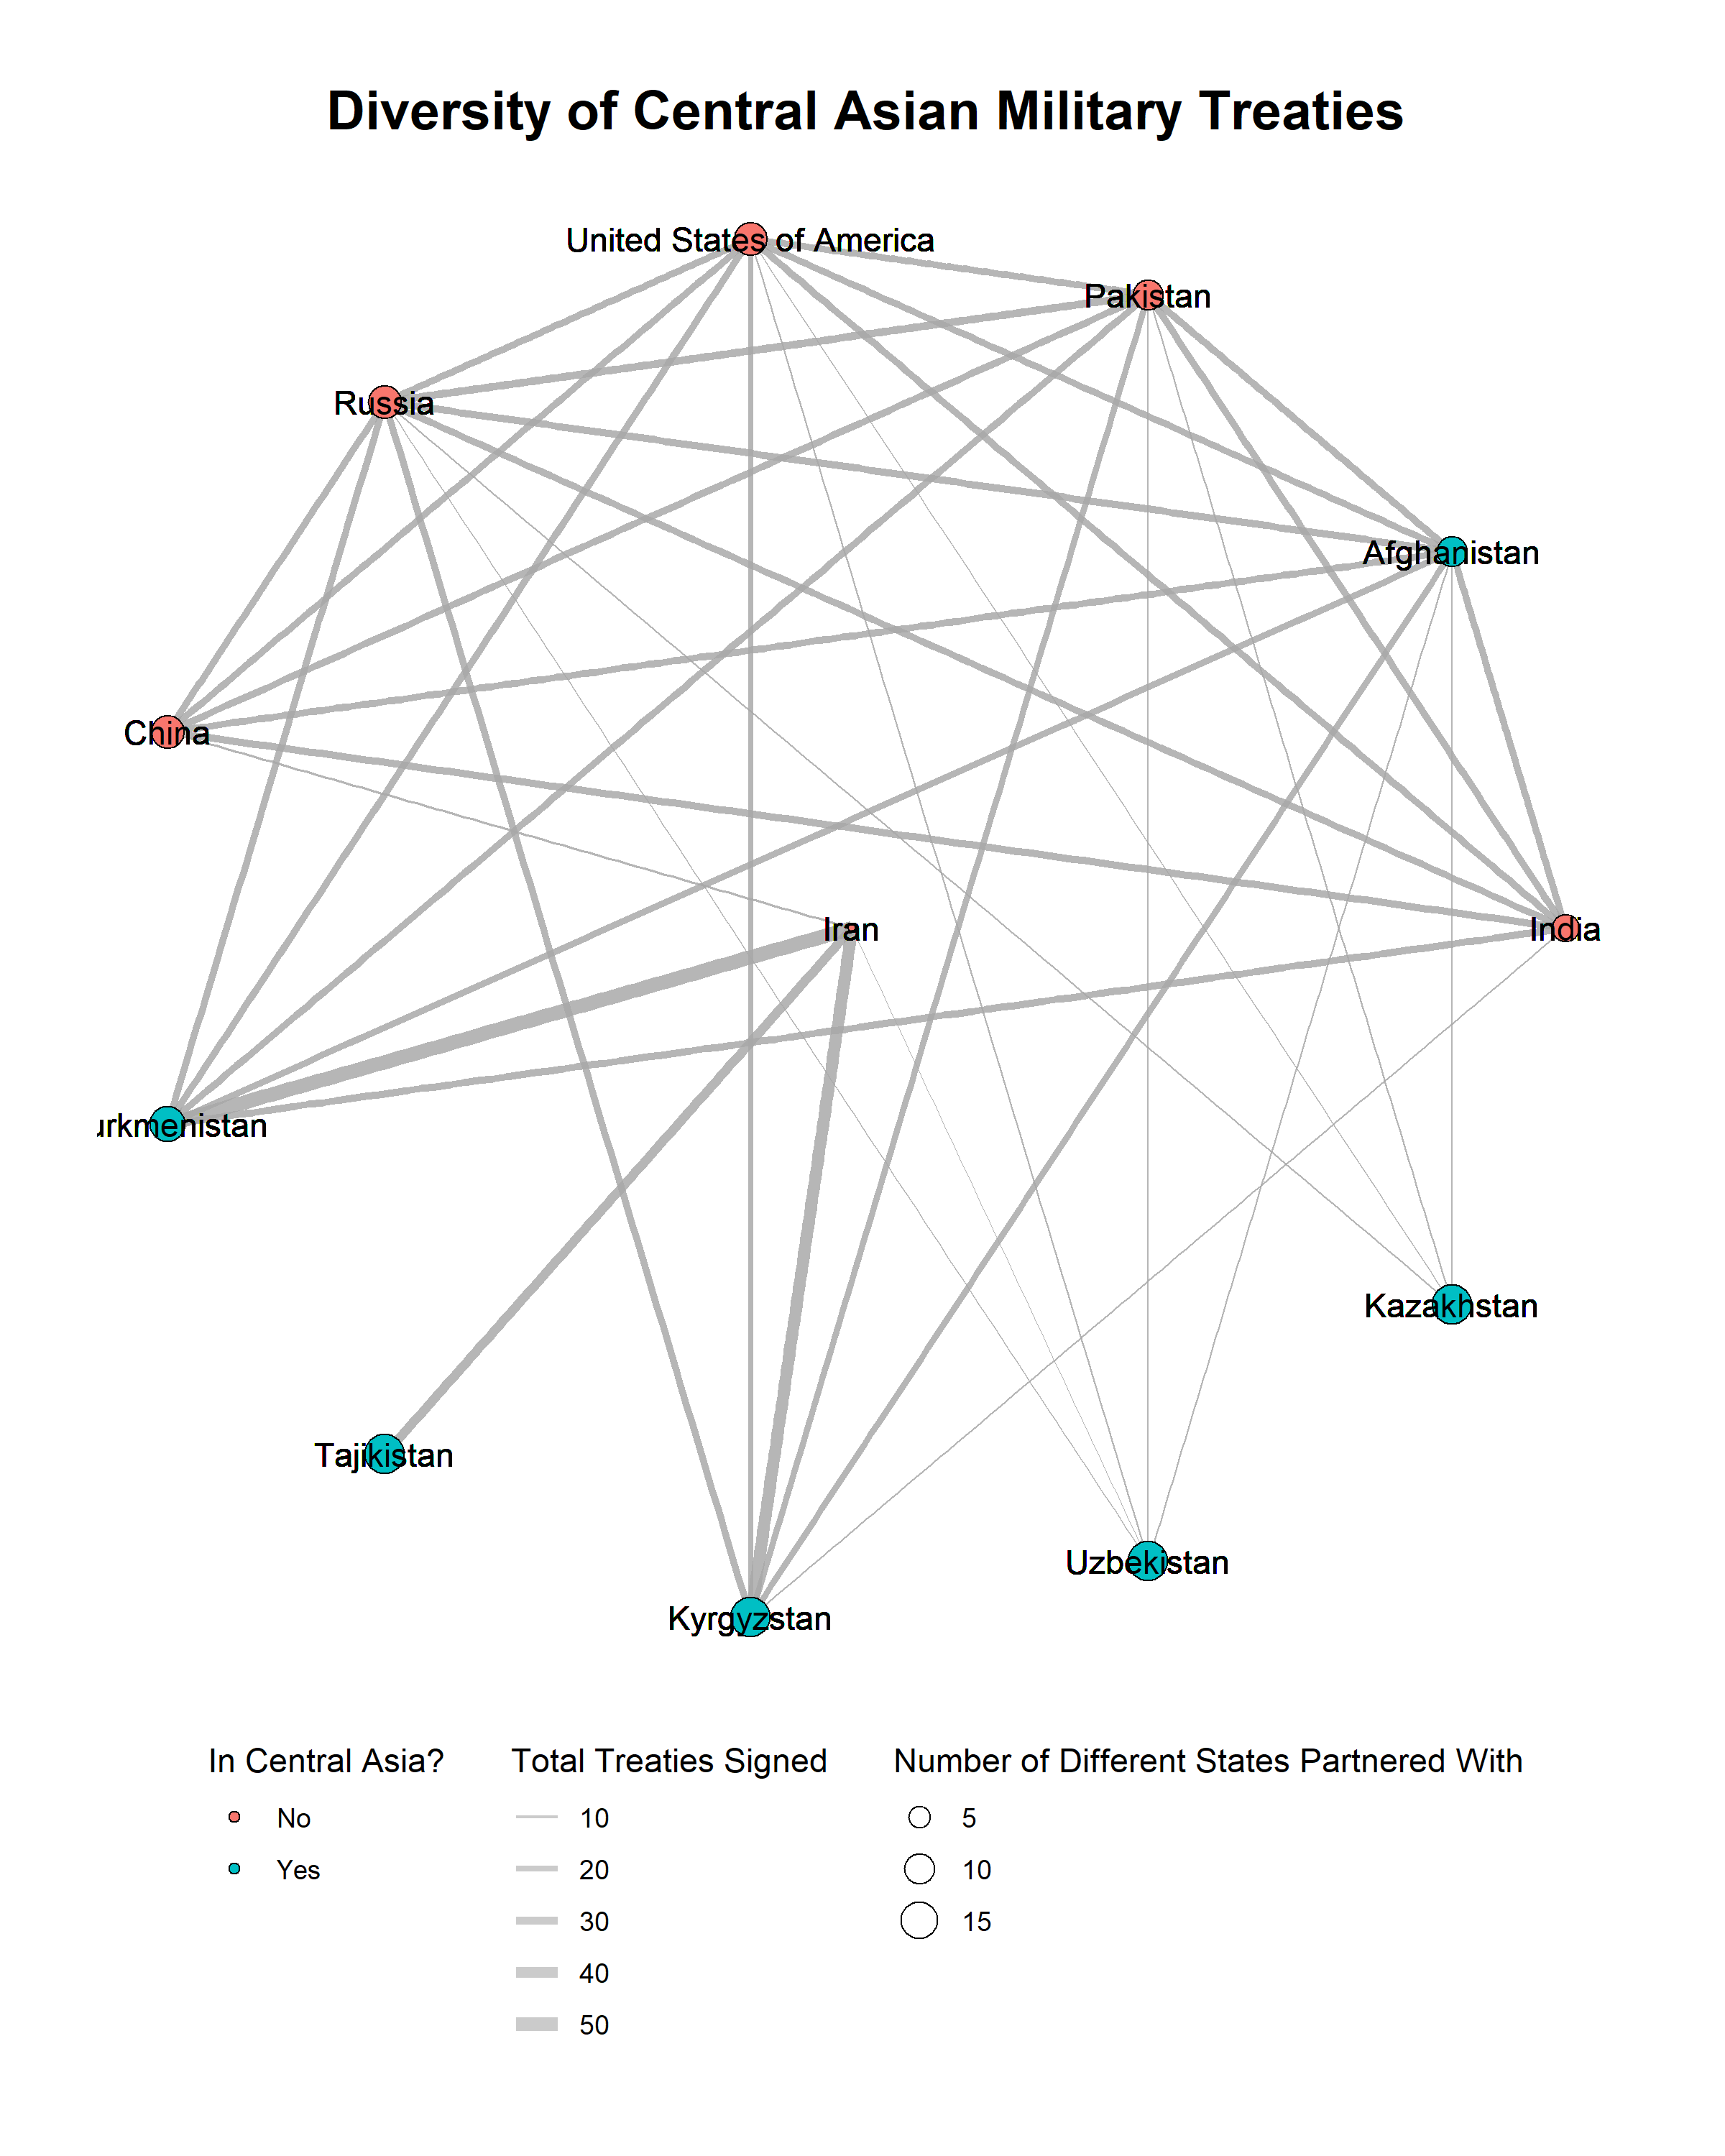 Diversity of Central Asian Military Treaties
United States of America
Pakistan
Russia
Afghanistan
China
Iran
India
urkmenistan
Kazakhstan
Tajikistan
Uzbekistan
Kyrgyzstan
In Central Asia?
No
Yes
Total Treaties Signed
10
20
30
40
50
Number of Different States Partnered With
5
10
15